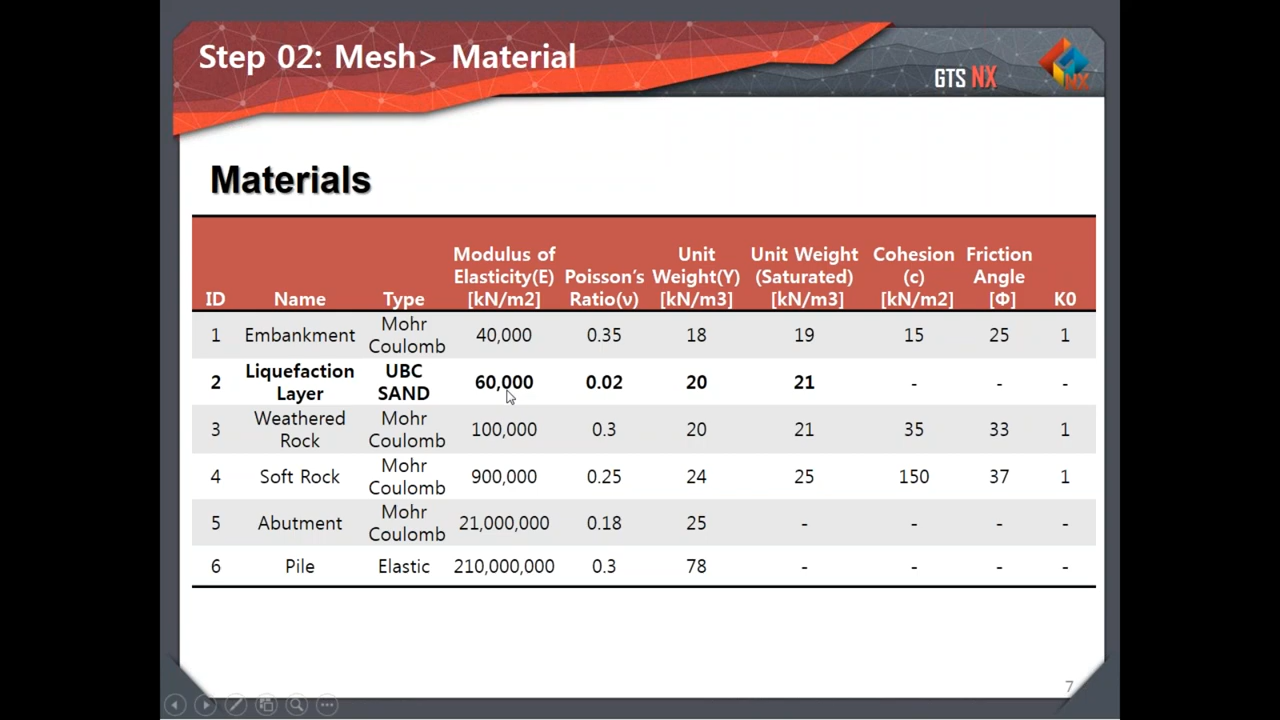 Step 02: Mesh> Material
GTS NX
NX
Materials
ID Name Type Modulus of Elasticity(E) [kN/m2] Poisson's Ratio(ν) Unit Weight(Y) [kN/m3] Unit Weight (Saturated) [kN/m3] Cohesion (c) [kN/m2] Friction Angle [Φ] K0
1 Embankment Mohr Coulomb 40,000 0.35 18 19 15 25 1
2 Liquefaction Layer UBC SAND 60,000 0.02 20 21 - - -
3 Weathered Rock Mohr Coulomb 100,000 0.3 20 21 35 33 1
4 Soft Rock Mohr Coulomb 900,000 0.25 24 25 150 37 1
5 Abutment Mohr Coulomb 21,000,000 0.18 25 - - - -
6 Pile Elastic 210,000,000 0.3 78 - - - -
7